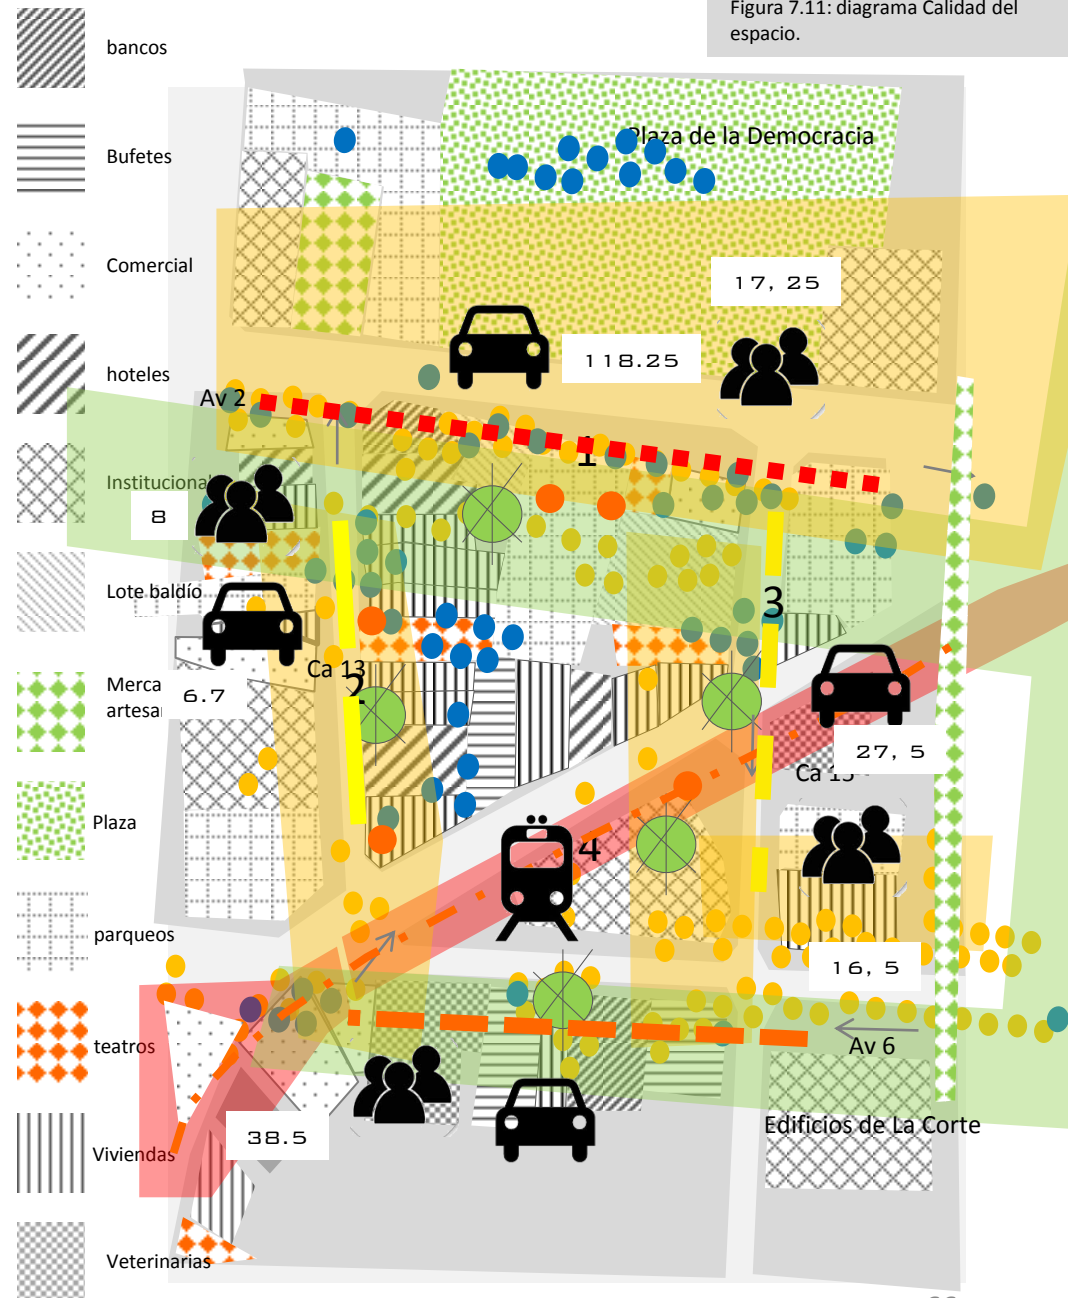 Figura 7.11: diagrama Calidad del
espacio.
bancos
Plaza de la Democracia
Bufetes
Comercial
17, 25
118.25
hoteles
Av 2
1
Institucional
8
Lote baldío
3
Ca 13
2
Merca
artesa
6.7
27, 5
Ca 15
Plaza
4
parqueos
16, 5
teatros
Av 6
Edificios de La Corte
38.5
Viviendas
Veterinarias